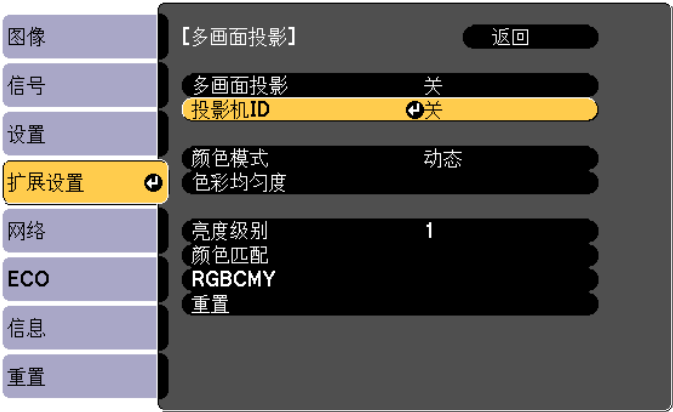 图像
信号
设置
扩展设置
网络
ECO
信息
重置
[多画面投影]
返回
多画面投影 关
投影机ID 关
颜色模式 动态
色彩均匀度
亮度级别 1
颜色匹配
RGBCMY
重置